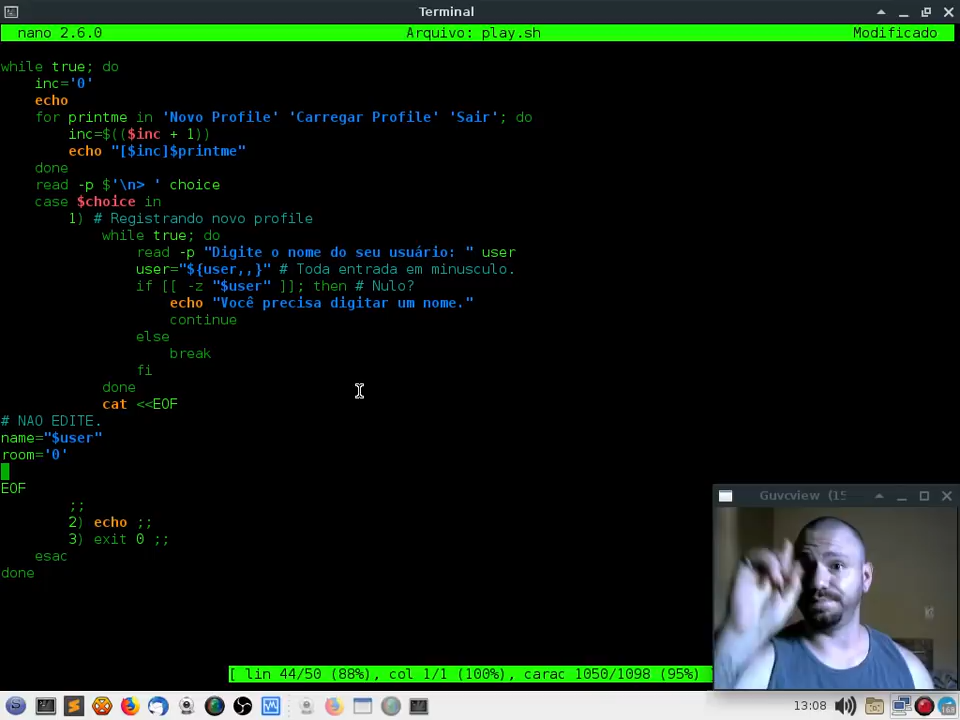 Terminal
nano 2.6.0 Arquivo: play.sh Modificado
while true; do
inc='0'
echo
for printme in 'Novo Profile' 'Carregar Profile' 'Sair'; do
inc=$(($inc + 1))
echo "[$inc]$printme"
done
read -p $'\n> ' choice
case $choice in
1) # Registrando novo profile
while true; do
read -p "Digite o nome do seu usuário: " user
user="${user,,}" # Toda entrada em minusculo.
if [[ -z "$user" ]]; then # Nulo?
echo "Você precisa digitar um nome."
continue
else
break
fi
done
cat <<EOF
# NAO EDITE.
name="$user"
room='0'
EOF
;;
2) echo ;;
3) exit 0 ;;
esac
done
Guvcview (15
[ lin 44/50 (88%), col 1/1 (100%), carac 1050/1098 (95%)
13:08